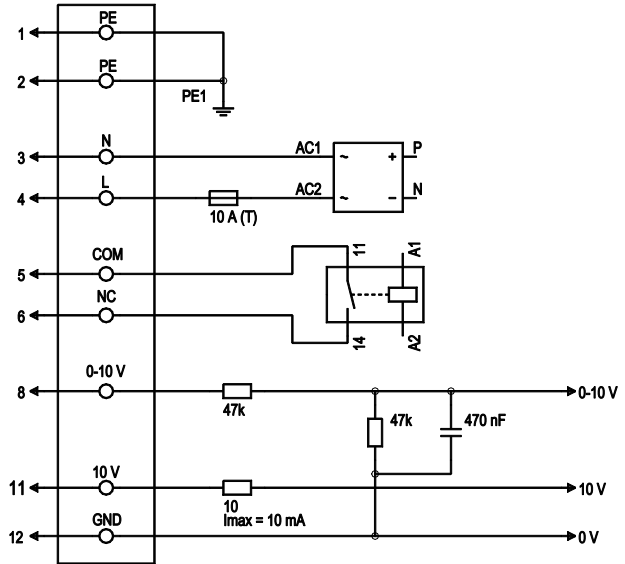 1
PE
2
PE
PE1
3
N
AC1
~
+
P
4
L
10 A (T)
AC2
~
−
N
5
COM
11
A1
6
NC
14
A2
8
0-10 V
47k
47k
470 nF
0-10 V
11
10 V
10
Imax = 10 mA
10 V
12
GND
0 V